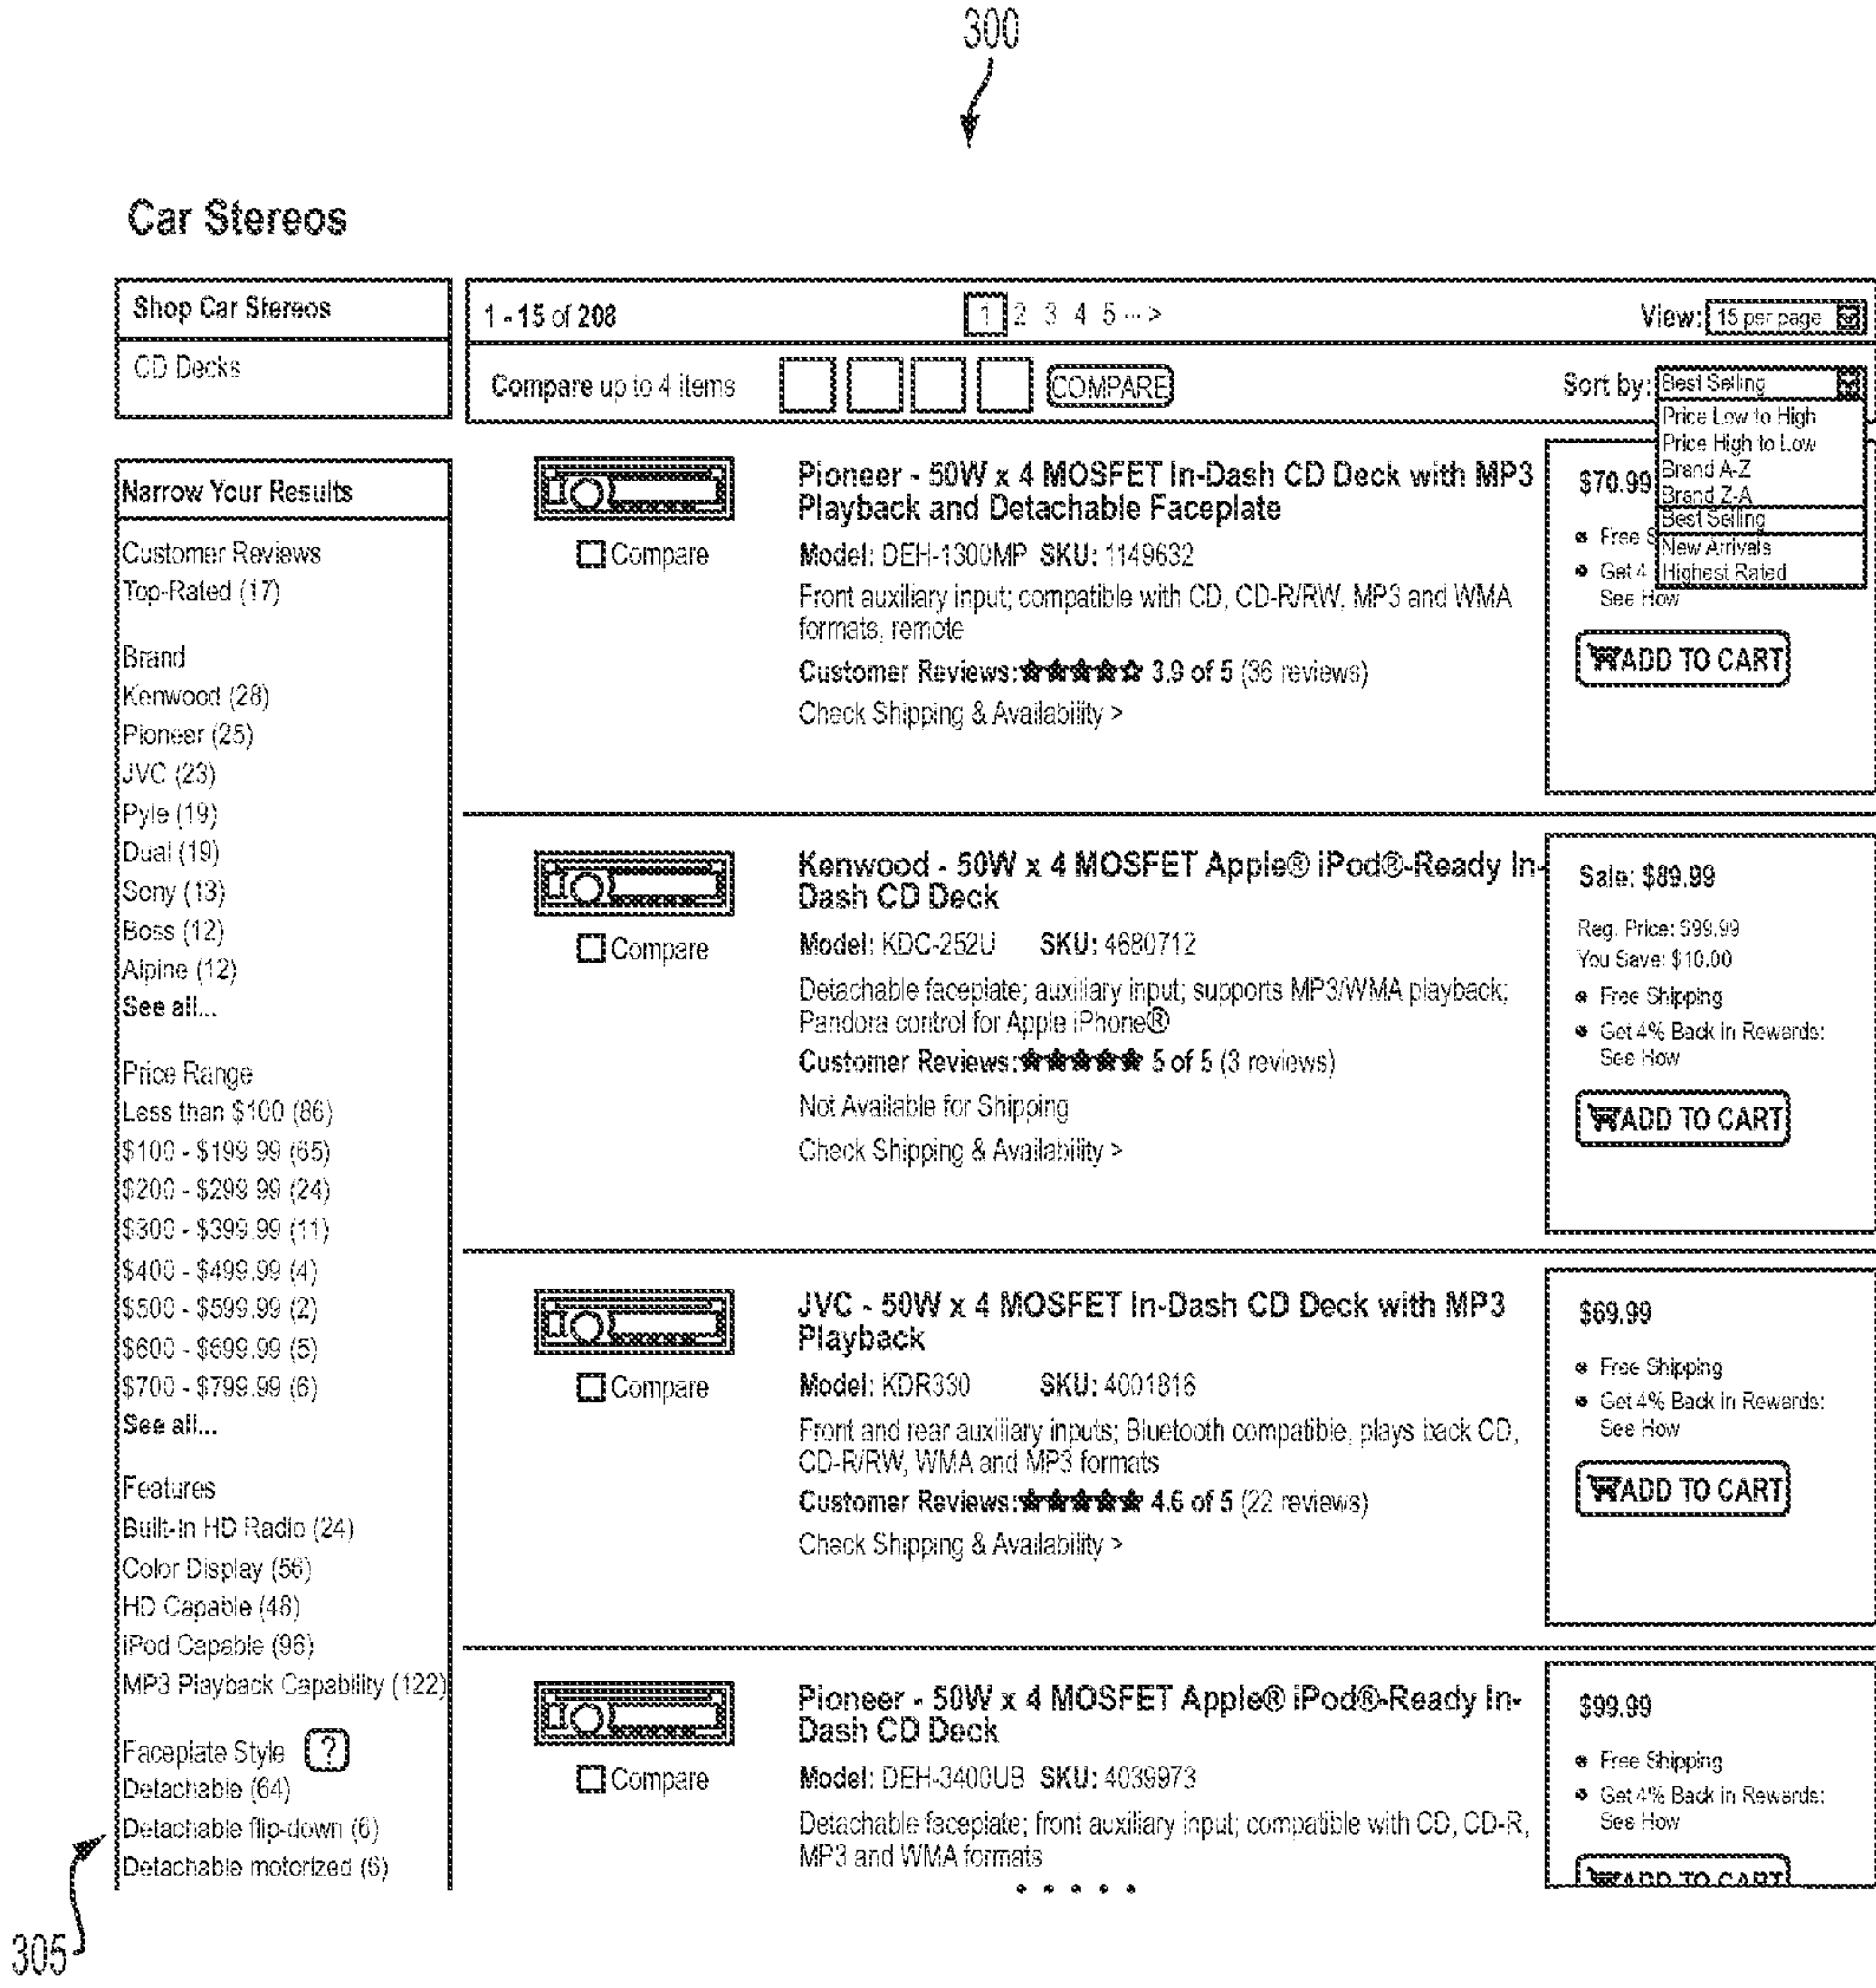 300
Car Stereos
Shop Car Stereos
CD Decks
1 - 15 of 208
1 2 3 4 5 ... >
View: 15 per page
Compare up to 4 items
COMPARE
Sort by: Best Selling
Price Low to High
Price High to Low
Brand A-Z
Brand Z-A
Best Selling
New Arrivals
Highest Rated
Narrow Your Results
Customer Reviews
Top-Rated (17)
Brand
Kenwood (28)
Pioneer (25)
JVC (23)
Pyle (19)
Dual (19)
Sony (13)
Boss (12)
Alpine (12)
See all...
Price Range
Less than $100 (86)
$100 - $199.99 (65)
$200 - $299.99 (24)
$300 - $399.99 (11)
$400 - $499.99 (4)
$500 - $599.99 (2)
$600 - $699.99 (5)
$700 - $799.99 (6)
See all...
Features
Built-in HD Radio (24)
Color Display (56)
HD Capable (48)
iPod Capable (96)
MP3 Playback Capability (122)
Faceplate Style ?
Detachable (64)
Detachable flip-down (6)
Detachable motorized (6)
305
Compare
Pioneer - 50W x 4 MOSFET In-Dash CD Deck with MP3
Playback and Detachable Faceplate
Model: DEH-1300MP SKU: 1149632
Front auxiliary input; compatible with CD, CD-R/RW, MP3 and WMA
formats, remote
Customer Reviews: 3.9 of 5 (36 reviews)
Check Shipping & Availability >
$70.99
Free S
Get 4
See How
ADD TO CART
Compare
Kenwood - 50W x 4 MOSFET Apple® iPod®-Ready In-
Dash CD Deck
Model: KDC-252U SKU: 4680712
Detachable faceplate; auxiliary input; supports MP3/WMA playback;
Pandora control for Apple iPhone®
Customer Reviews: 5 of 5 (3 reviews)
Not Available for Shipping
Check Shipping & Availability >
Sale: $89.99
Reg. Price: $99.99
You Save: $10.00
Free Shipping
Get 4% Back in Rewards:
See How
ADD TO CART
Compare
JVC - 50W x 4 MOSFET In-Dash CD Deck with MP3
Playback
Model: KDR330 SKU: 4001816
Front and rear auxiliary inputs; Bluetooth compatible, plays back CD,
CD-R/RW, WMA and MP3 formats
Customer Reviews: 4.6 of 5 (22 reviews)
Check Shipping & Availability >
$69.99
Free Shipping
Get 4% Back in Rewards:
See How
ADD TO CART
Compare
Pioneer - 50W x 4 MOSFET Apple® iPod®-Ready In-
Dash CD Deck
Model: DEH-3400UB SKU: 4039973
Detachable faceplate; front auxiliary input; compatible with CD, CD-R,
MP3 and WMA formats
$99.99
Free Shipping
Get 4% Back in Rewards:
See How
ADD TO CART